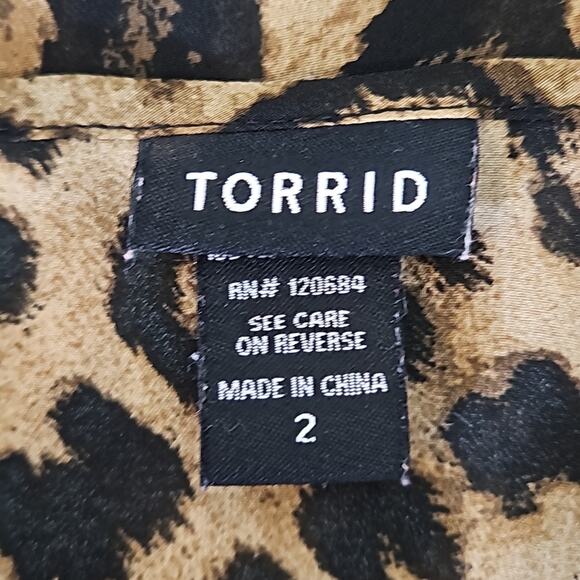 TORRID
RN# 120684
SEE CARE
ON REVERSE
MADE IN CHINA
2